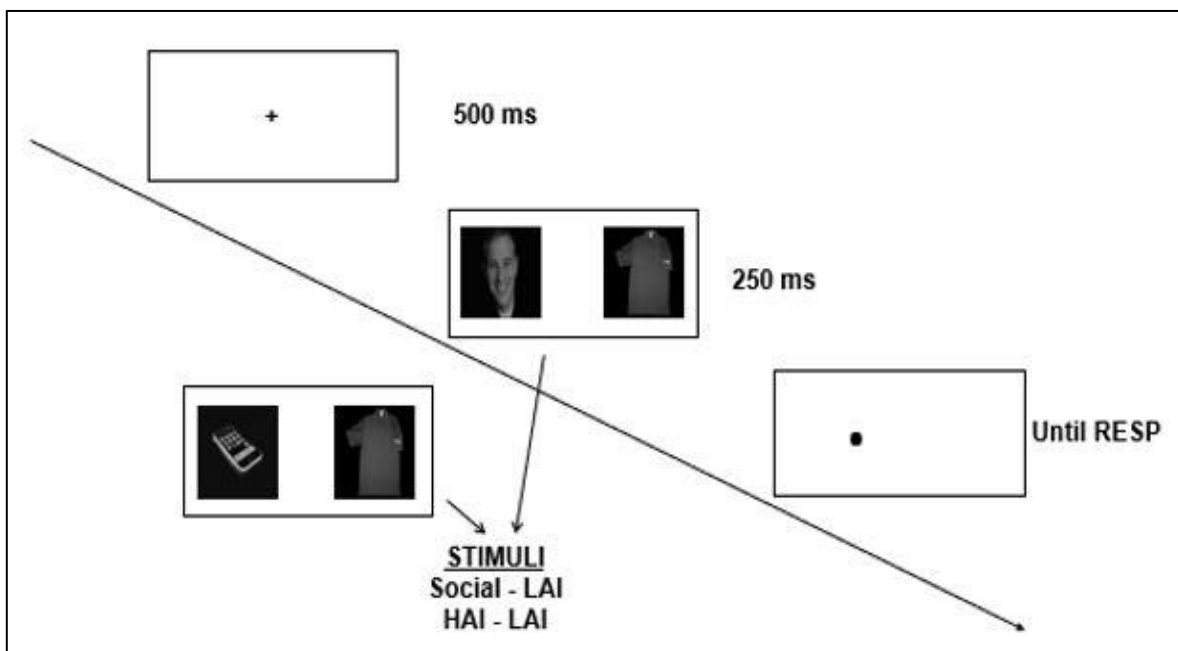 500 ms
250 ms
Until RESP
STIMULI
Social - LAI
HAI - LAI